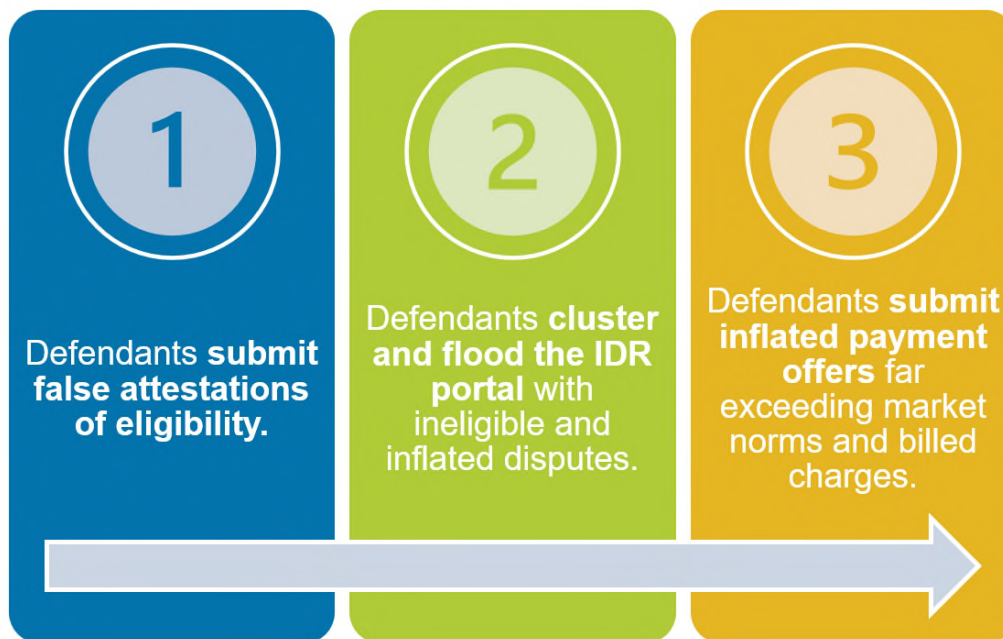 1
Defendants submit
false attestations
of eligibility.
2
Defendants cluster
and flood the IDR
portal with
ineligible and
inflated disputes.
3
Defendants submit
inflated payment
offers far
exceeding market
norms and billed
charges.